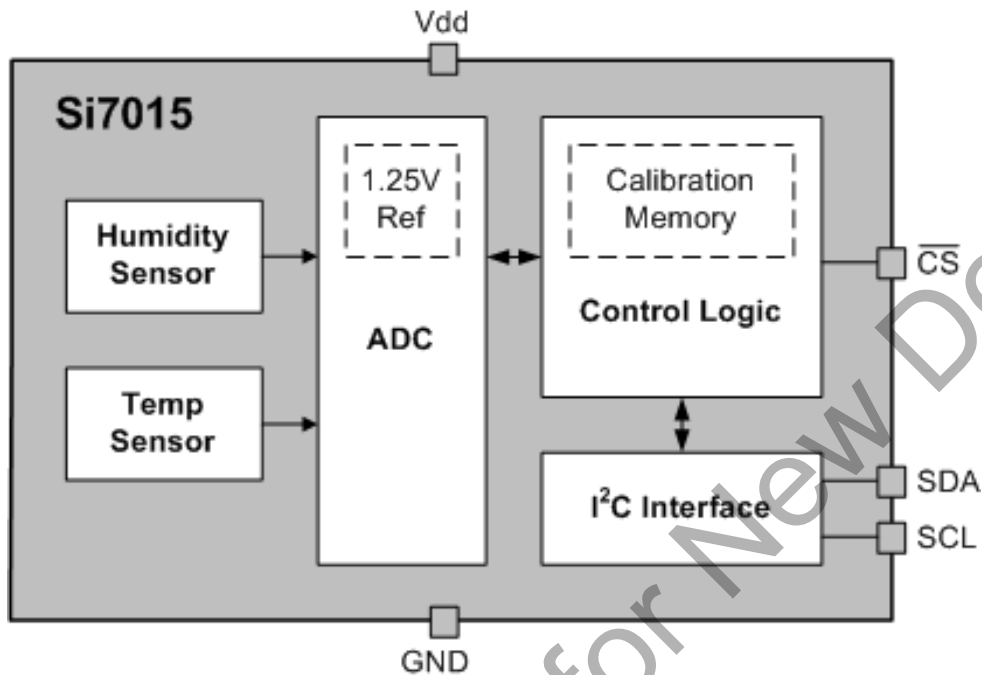 Vdd
Si7015
1.25V
Ref
ADC
Calibration
Memory
Control Logic
Humidity
Sensor
Temp
Sensor
I²C Interface
C̅S̅
SDA
SCL
GND
for New De